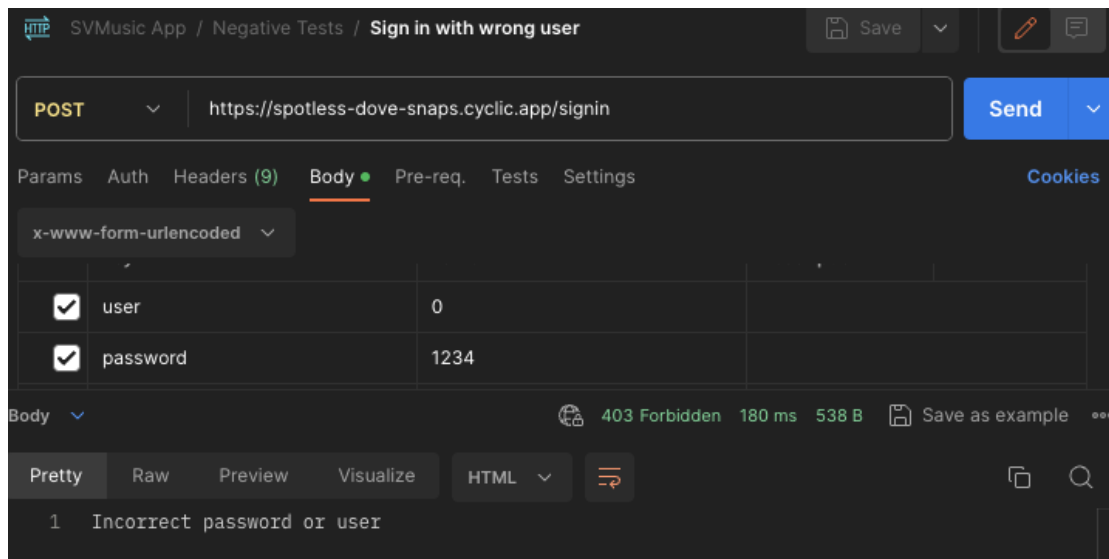 HTTP SVMusic App / Negative Tests / Sign in with wrong user Save
POST https://spotless-dove-snaps.cyclic.app/signin Send
Params Auth Headers (9) Body Pre-req. Tests Settings Cookies
x-www-form-urlencoded
user 0
password 1234
Body 403 Forbidden 180 ms 538 B Save as example
Pretty Raw Preview Visualize HTML
1 Incorrect password or user